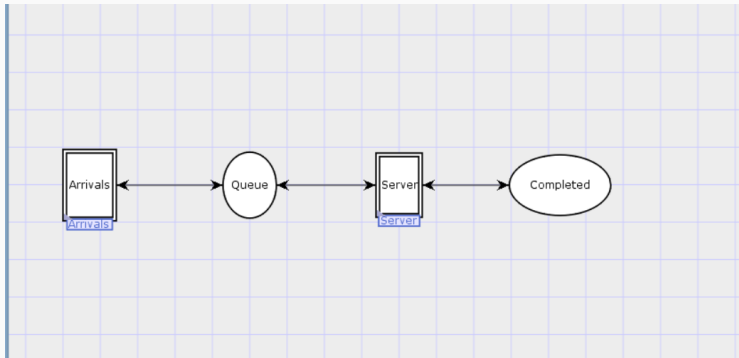 Arrivals
Queue
Server
Completed
Arrivals
Server